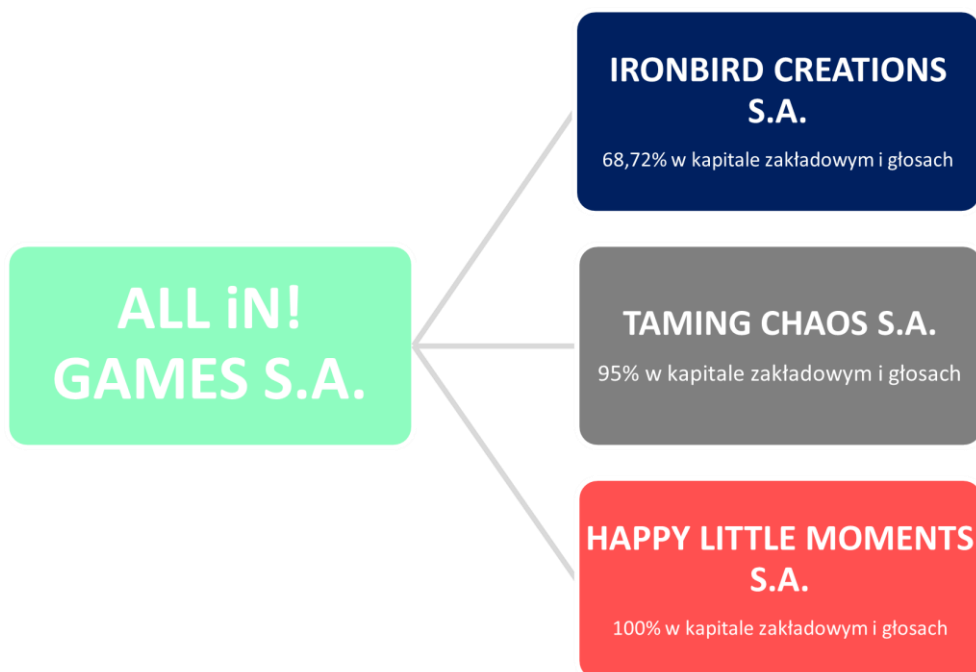 ALL iN!
GAMES S.A.
IRONBIRD CREATIONS
S.A.
68,72% w kapitale zakładowym i głosach
TAMING CHAOS S.A.
95% w kapitale zakładowym i głosach
HAPPY LITTLE MOMENTS
S.A.
100% w kapitale zakładowym i głosach